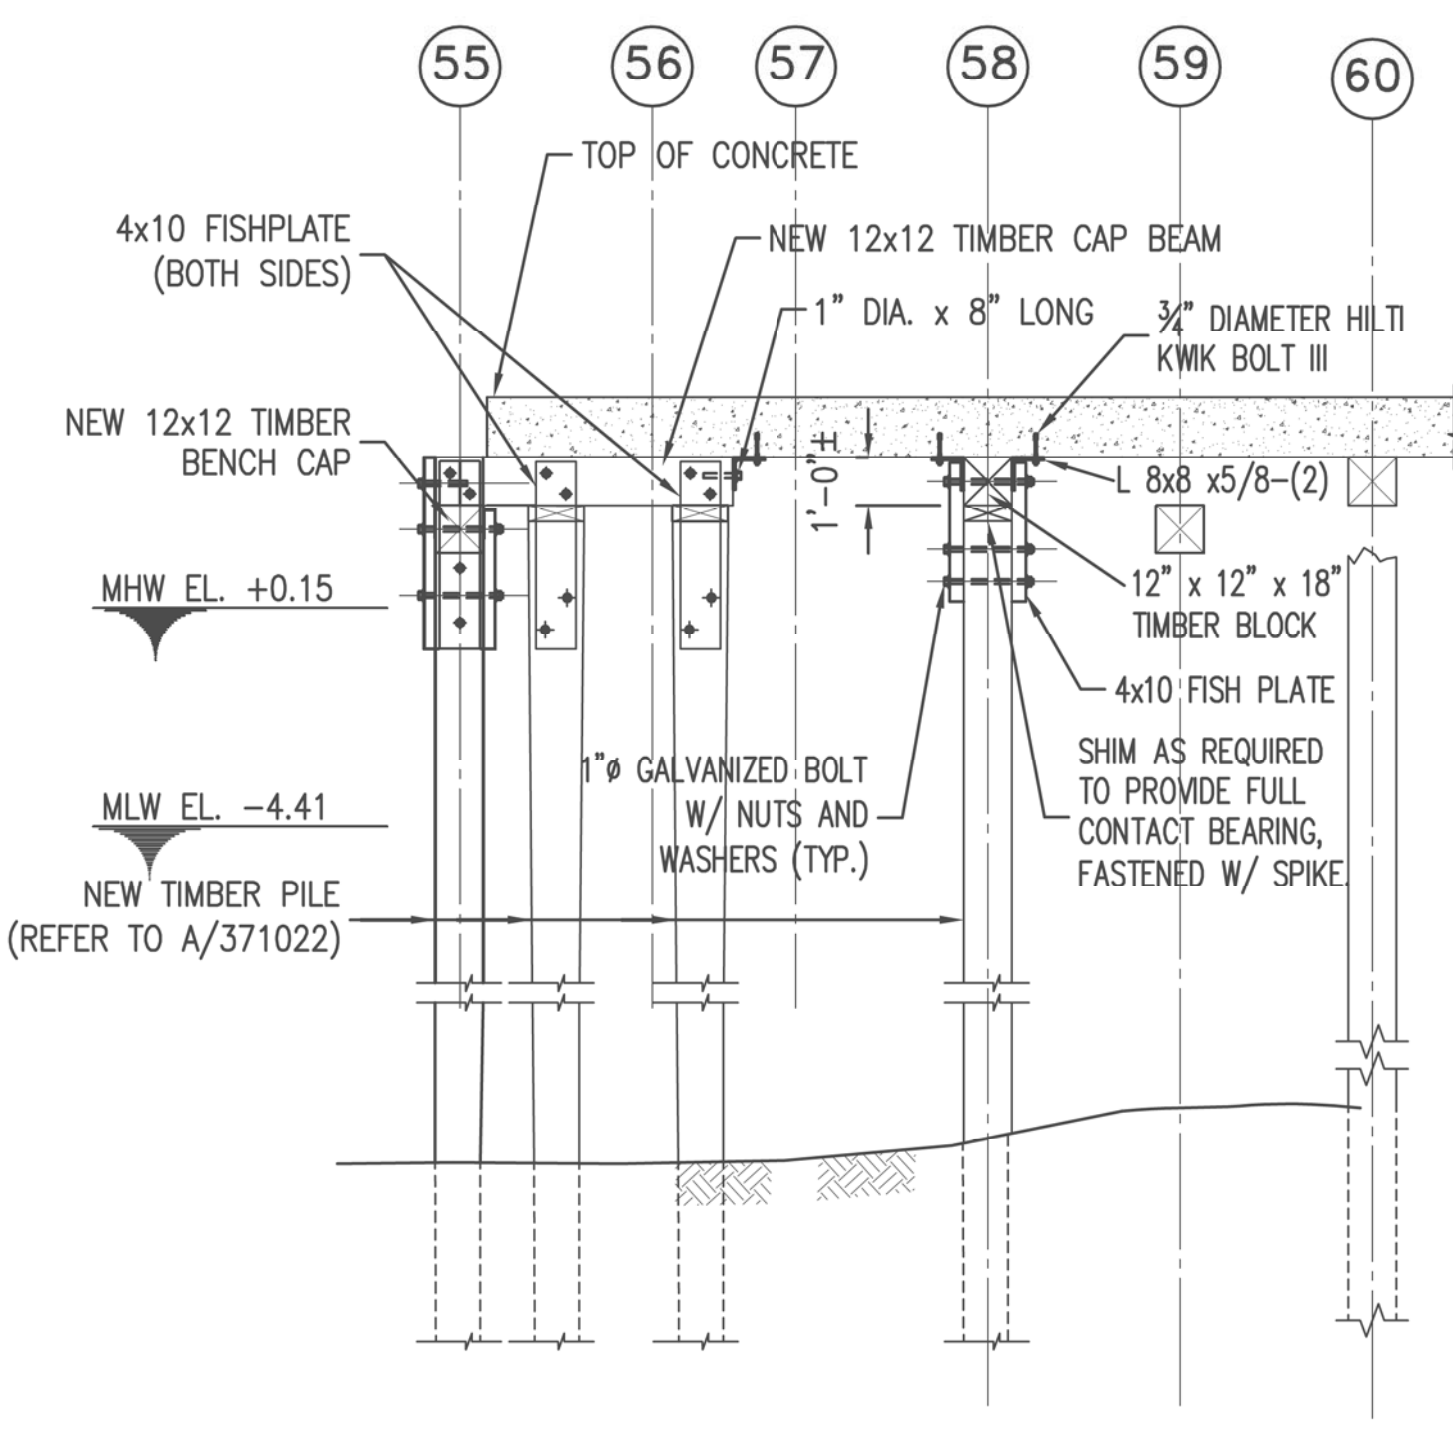 55 56 57 58 59 60
TOP OF CONCRETE
4x10 FISHPLATE
(BOTH SIDES)
NEW 12x12 TIMBER CAP BEAM
1" DIA. x 8" LONG
3/4" DIAMETER HILTI
KWIK BOLT III
NEW 12x12 TIMBER
BENCH CAP
1'-0"±
L 8x8 x5/8-(2)
MHW EL. +0.15
12" x 12" x 18"
TIMBER BLOCK
4x10 FISH PLATE
1"ø GALVANIZED BOLT
W/ NUTS AND
WASHERS (TYP.)
SHIM AS REQUIRED
TO PROVIDE FULL
CONTACT BEARING,
FASTENED W/ SPIKE.
MLW EL. -4.41
NEW TIMBER PILE
(REFER TO A/371022)